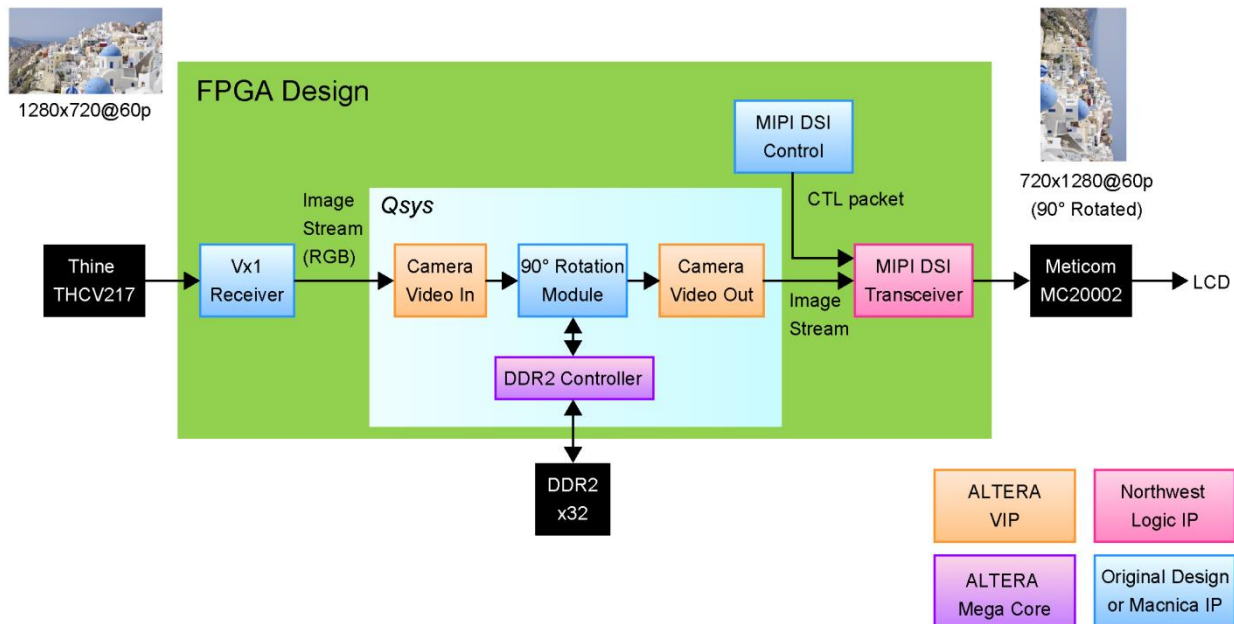 1280x720@60p
FPGA Design
MIPI DSI
Control
720x1280@60p
(90° Rotated)
CTL packet
Image
Stream
(RGB)
Qsys
Thine
THCV217
Vx1
Receiver
Camera
Video In
90° Rotation
Module
Camera
Video Out
Image
Stream
MIPI DSI
Transceiver
Meticom
MC20002
LCD
DDR2 Controller
DDR2
x32
ALTERA
VIP
Northwest
Logic IP
ALTERA
Mega Core
Original Design
or Macnica IP